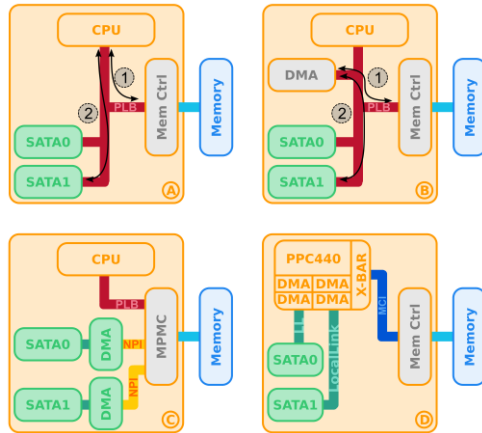 CPU
1
2
PLB
Mem Ctrl
Memory
SATA0
SATA1
A
CPU
DMA
1
2
PLB
Mem Ctrl
Memory
SATA0
SATA1
B
CPU
PLB
MPMC
Memory
SATA0
DMA
NPI
SATA1
DMA
NPI
C
PPC440
X-BAR
DMA DMA
DMA DMA
MCI
LL
LocalLink
Mem Ctrl
Memory
SATA0
SATA1
D